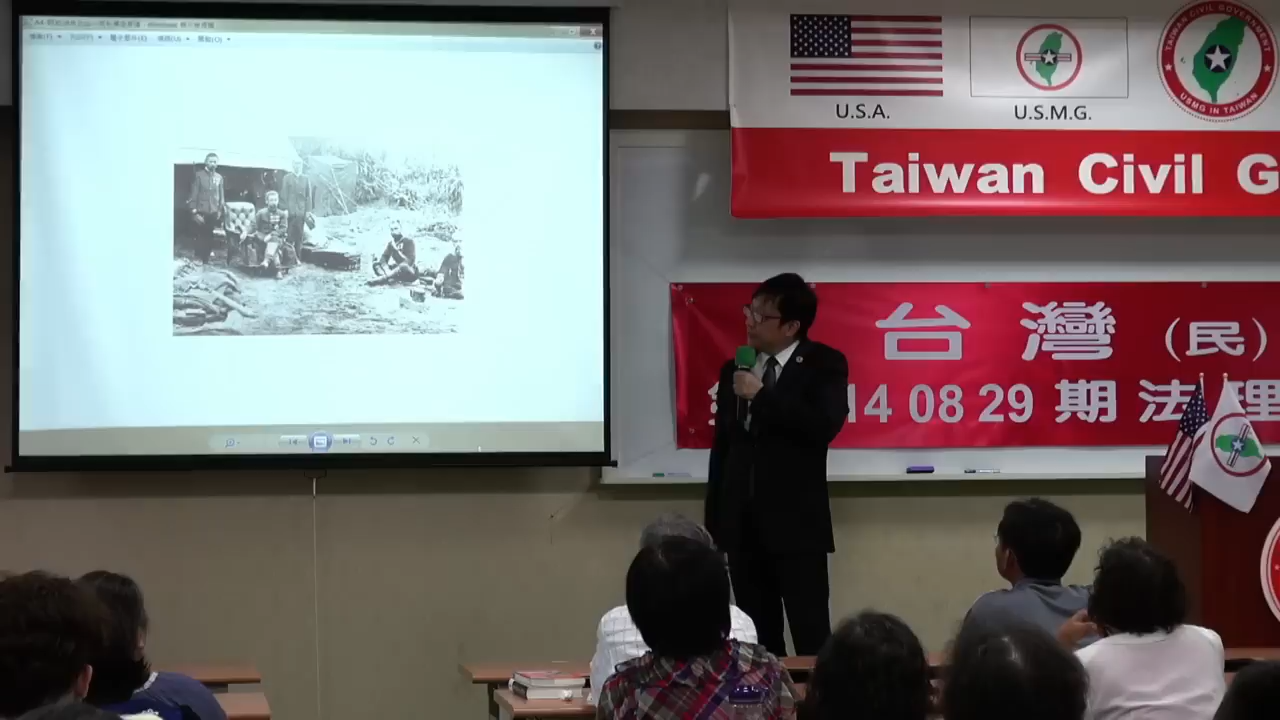 U.S.A.
U.S.M.G.
TAIWAN CIVIL GOVERNMENT
USMG IN TAIWAN
Taiwan Civil G
台灣(民)
14 08 29 期法理